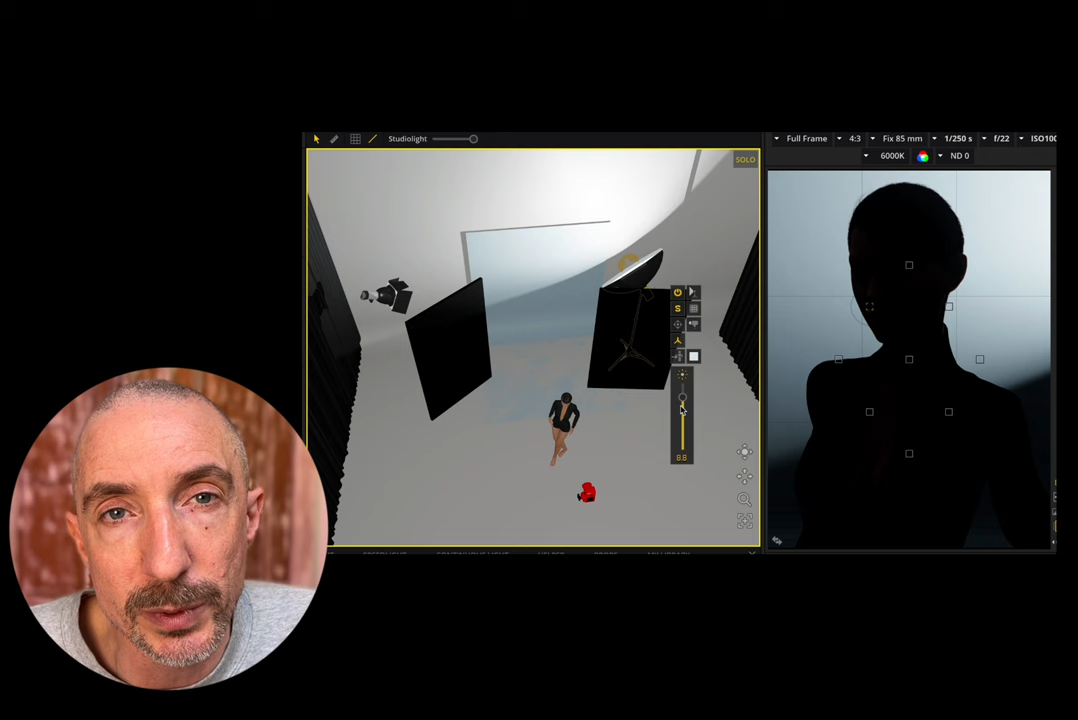 Studiolight
SOLO
Full Frame 4:3 Fix 85 mm 1/250 s f/22 ISO100
6000K ND 0
S
8.8